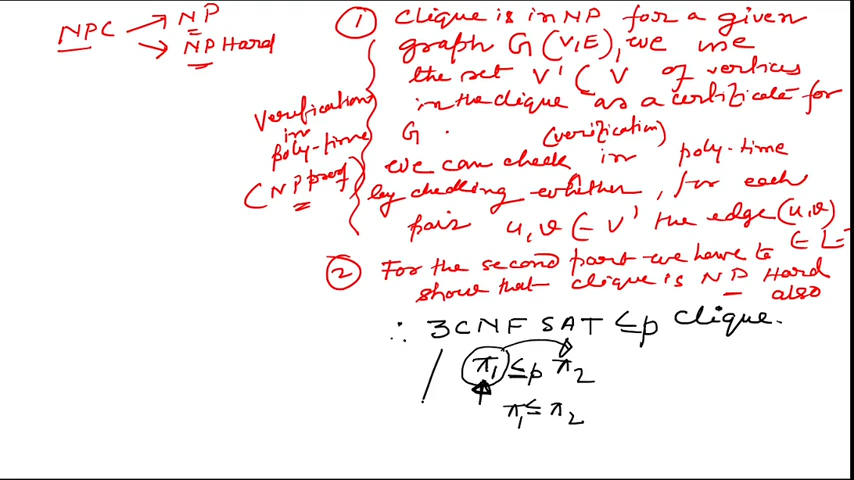 NPC → NP
→ NP Hard
① Clique is in NP for a given
graph G (V,E), we use
the set V' ⊂ V of vertices
in the clique as a certificate for
G .
(verification)
we can check in poly-time
by checking whether, for each
pair u, v ∈ V' the edge (u,v)
∈ E
Verification
in
poly-time
(NP proof)
② For the second part we have to
show that clique is NP Hard
also
∴ 3CNF SAT ≤p Clique.
π1 ≤p π2
π1 ≤ π2